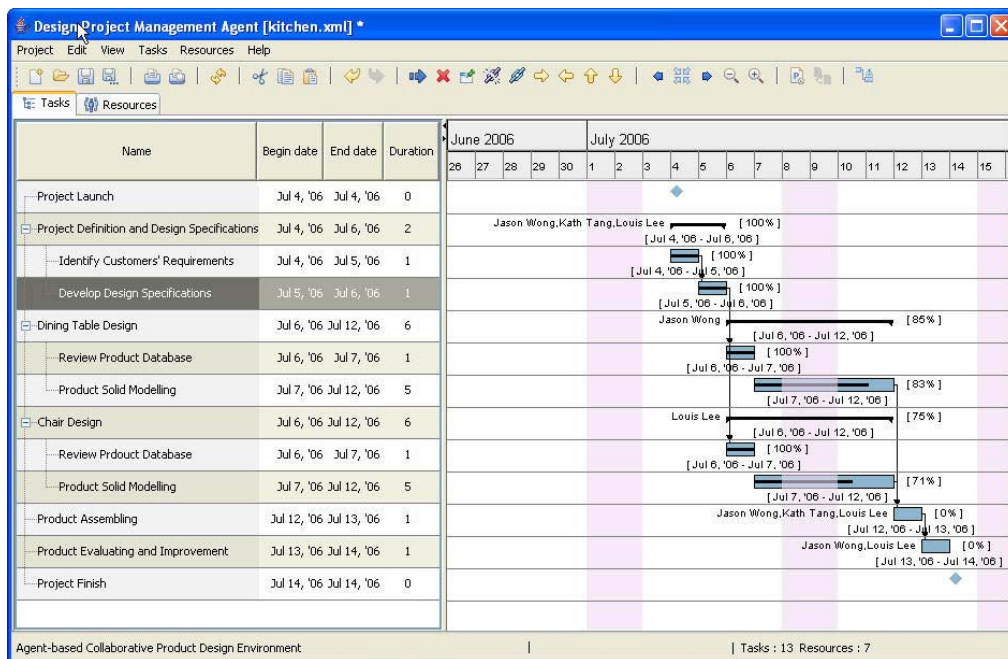 Design Project Management Agent [kitchen.xml] *
Project Edit View Tasks Resources Help
Tasks Resources
Name Begin date End date Duration
June 2006 July 2006
26 27 28 29 30 1 2 3 4 5 6 7 8 9 10 11 12 13 14 15
Project Launch Jul 4, '06 Jul 4, '06 0
Project Definition and Design Specifications Jul 4, '06 Jul 6, '06 2 Jason Wong,Kath Tang,Louis Lee [100%]
[Jul 4, '06 - Jul 6, '06 ]
Identify Customers' Requirements Jul 4, '06 Jul 5, '06 1 [100%]
[Jul 4, '06 - Jul 5, '06 ]
Develop Design Specifications Jul 5, '06 Jul 6, '06 1 [100%]
[Jul 5, '06 - Jul 6, '06 ]
Dining Table Design Jul 6, '06 Jul 12, '06 6 Jason Wong [85%]
[Jul 6, '06 - Jul 12, '06 ]
Review Product Database Jul 6, '06 Jul 7, '06 1 [100%]
[Jul 6, '06 - Jul 7, '06 ]
Product Solid Modelling Jul 7, '06 Jul 12, '06 5 [83%]
[Jul 7, '06 - Jul 12, '06 ]
Chair Design Jul 6, '06 Jul 12, '06 6 Louis Lee [75%]
[Jul 6, '06 - Jul 12, '06 ]
Review Prdouct Database Jul 6, '06 Jul 7, '06 1 [100%]
[Jul 6, '06 - Jul 7, '06 ]
Product Solid Modelling Jul 7, '06 Jul 12, '06 5 [71%]
[Jul 7, '06 - Jul 12, '06 ]
Product Assembling Jul 12, '06 Jul 13, '06 1 Jason Wong,Kath Tang,Louis Lee [0%]
[Jul 12, '06 - Jul 13, '06 ]
Product Evaluating and Improvement Jul 13, '06 Jul 14, '06 1 Jason Wong,Louis Lee [0%]
[Jul 13, '06 - Jul 14, '06 ]
Project Finish Jul 14, '06 Jul 14, '06 0
Agent-based Collaborative Product Design Environment | | Tasks : 13 Resources : 7